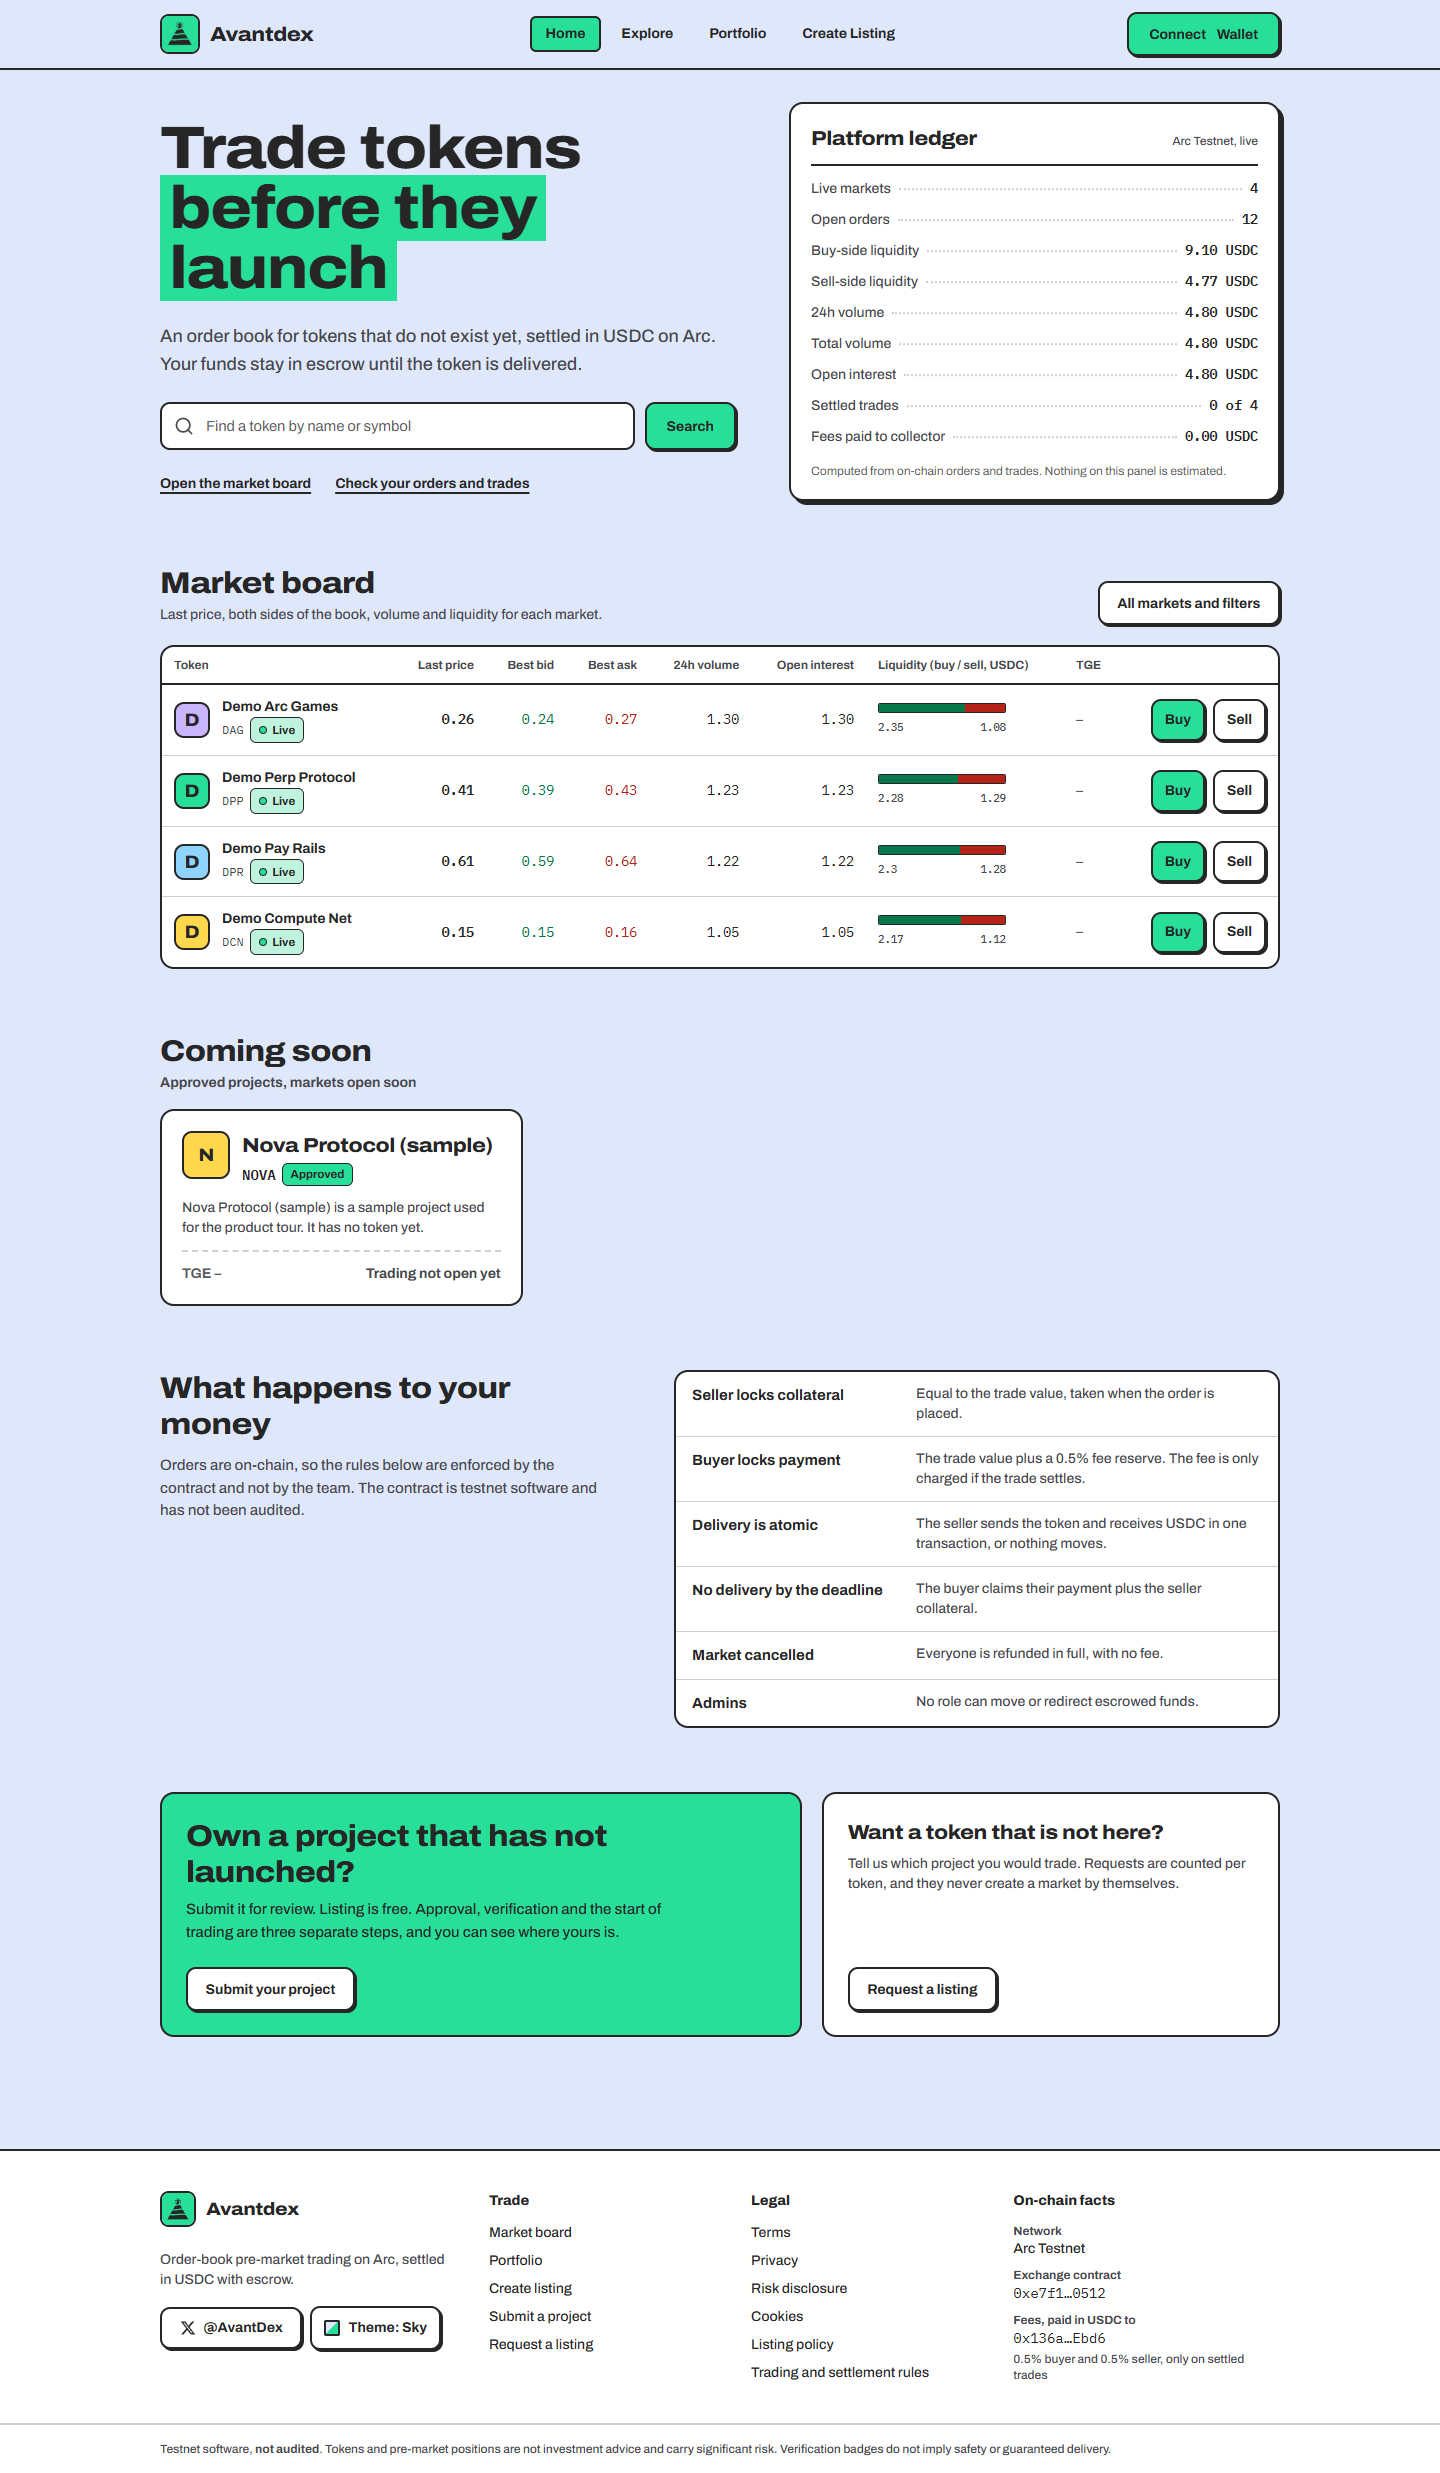 Avantdex
Home Explore Portfolio Create Listing
Connect Wallet
Trade tokens
before they
launch
An order book for tokens that do not exist yet, settled in USDC on Arc.
Your funds stay in escrow until the token is delivered.
Find a token by name or symbol
Search
Open the market board Check your orders and trades
Platform ledger Arc Testnet, live
Live markets 4
Open orders 12
Buy-side liquidity 9.10 USDC
Sell-side liquidity 4.77 USDC
24h volume 4.80 USDC
Total volume 4.80 USDC
Open interest 4.80 USDC
Settled trades 0 of 4
Fees paid to collector 0.00 USDC
Computed from on-chain orders and trades. Nothing on this panel is estimated.
Market board
Last price, both sides of the book, volume and liquidity for each market.
All markets and filters
Token Last price Best bid Best ask 24h volume Open interest Liquidity (buy / sell, USDC) TGE
D Demo Arc Games
DAG Live 0.26 0.24 0.27 1.30 1.30 2.35 1.08 – Buy Sell
D Demo Perp Protocol
DPP Live 0.41 0.39 0.43 1.23 1.23 2.28 1.29 – Buy Sell
D Demo Pay Rails
DPR Live 0.61 0.59 0.64 1.22 1.22 2.3 1.28 – Buy Sell
D Demo Compute Net
DCN Live 0.15 0.15 0.16 1.05 1.05 2.17 1.12 – Buy Sell
Coming soon
Approved projects, markets open soon
N Nova Protocol (sample)
NOVA Approved
Nova Protocol (sample) is a sample project used
for the product tour. It has no token yet.
TGE – Trading not open yet
What happens to your
money
Orders are on-chain, so the rules below are enforced by the
contract and not by the team. The contract is testnet software and
has not been audited.
Seller locks collateral Equal to the trade value, taken when the order is
placed.
Buyer locks payment The trade value plus a 0.5% fee reserve. The fee is only
charged if the trade settles.
Delivery is atomic The seller sends the token and receives USDC in one
transaction, or nothing moves.
No delivery by the deadline The buyer claims their payment plus the seller
collateral.
Market cancelled Everyone is refunded in full, with no fee.
Admins No role can move or redirect escrowed funds.
Own a project that has not
launched?
Submit it for review. Listing is free. Approval, verification and the start of
trading are three separate steps, and you can see where yours is.
Submit your project
Want a token that is not here?
Tell us which project you would trade. Requests are counted per
token, and they never create a market by themselves.
Request a listing
Avantdex
Order-book pre-market trading on Arc, settled
in USDC with escrow.
@AvantDex Theme: Sky
Trade
Market board
Portfolio
Create listing
Submit a project
Request a listing
Legal
Terms
Privacy
Risk disclosure
Cookies
Listing policy
Trading and settlement rules
On-chain facts
Network
Arc Testnet
Exchange contract
0xe7f1…0512
Fees, paid in USDC to
0x136a…Ebd6
0.5% buyer and 0.5% seller, only on settled
trades
Testnet software, not audited. Tokens and pre-market positions are not investment advice and carry significant risk. Verification badges do not imply safety or guaranteed delivery.